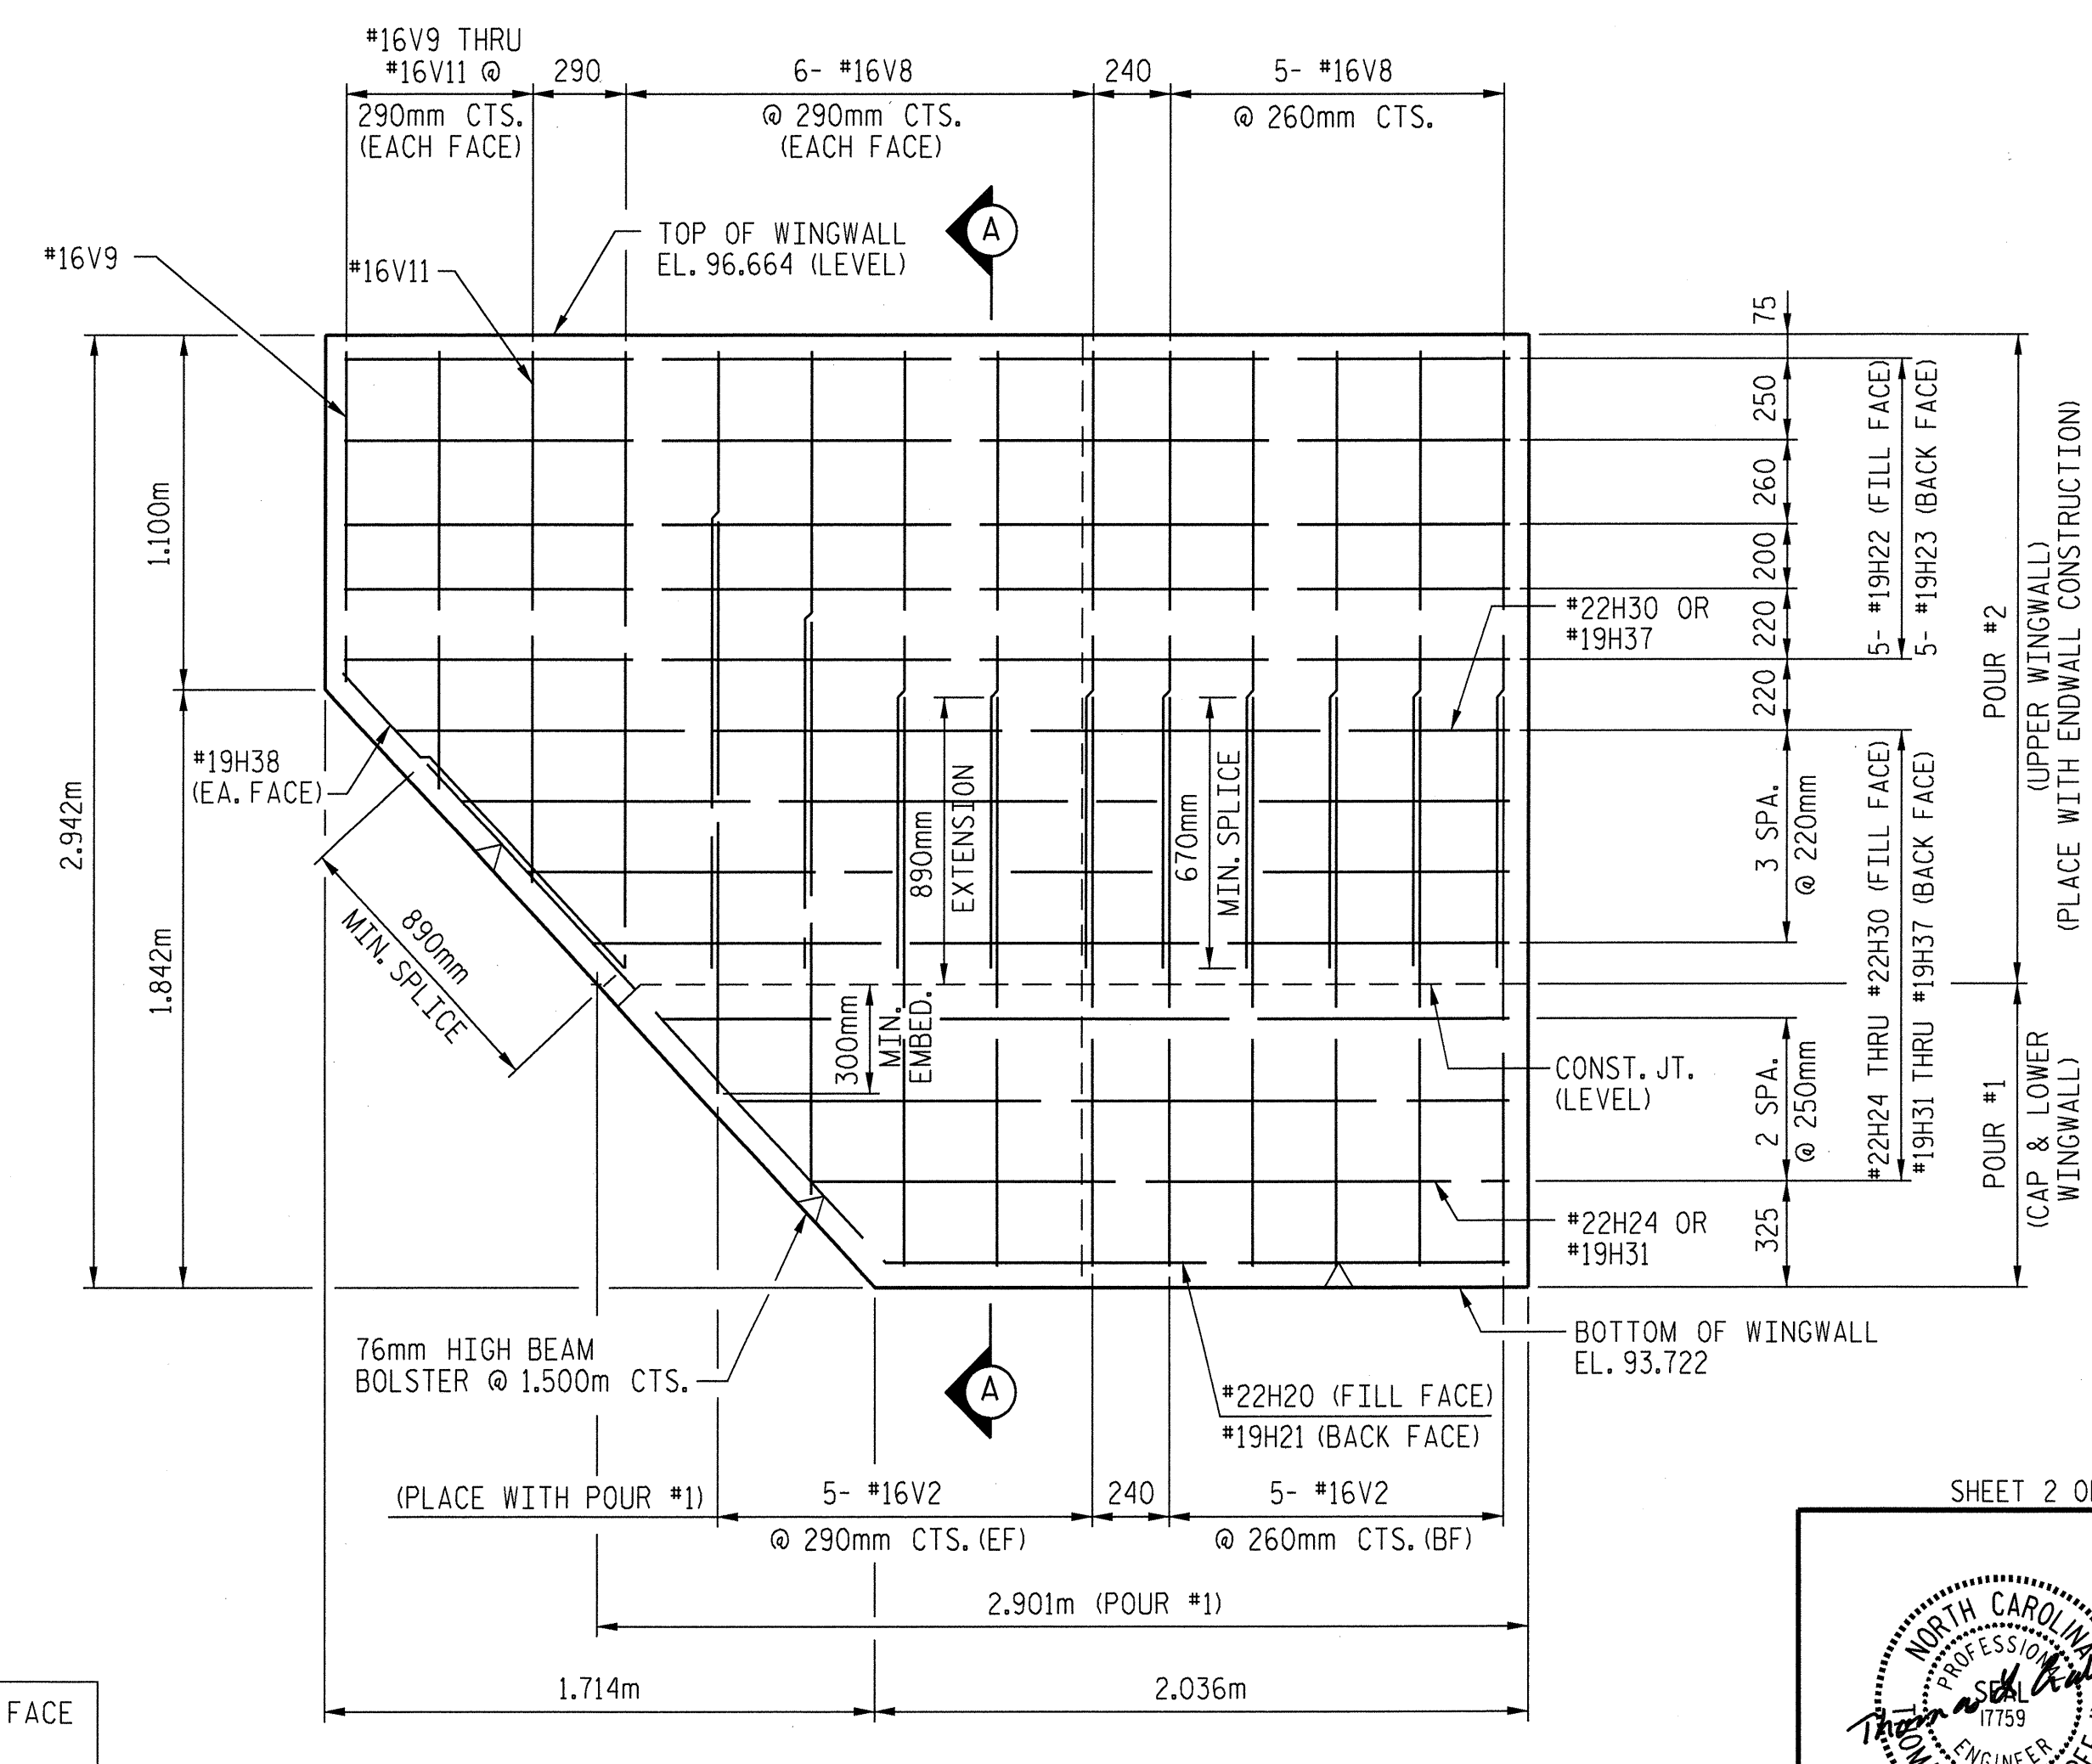 #16V9 THRU
#16V11 @
290mm CTS.
(EACH FACE)
290
6- #16V8
@ 290mm CTS.
(EACH FACE)
240
5- #16V8
@ 260mm CTS.
A
TOP OF WINGWALL
EL. 96.664 (LEVEL)
#16V9
#16V11
75
250
260
200
220
220
3 SPA.
@ 220mm
2 SPA.
@ 250mm
325
5- #19H22 (FILL FACE)
5- #19H23 (BACK FACE)
#22H24 THRU #22H30 (FILL FACE)
#19H31 THRU #19H37 (BACK FACE)
POUR #2
(UPPER WINGWALL)
(PLACE WITH ENDWALL CONSTRUCTION)
POUR #1
(CAP & LOWER
WINGWALL)
#22H30 OR
#19H37
1.100m
2.942m
1.842m
#19H38
(EA. FACE)
890mm
MIN. SPLICE
890mm
EXTENSION
670mm
MIN. SPLICE
300mm
MIN.
EMBED.
CONST. JT.
(LEVEL)
#22H24 OR
#19H31
76mm HIGH BEAM
BOLSTER @ 1.500m CTS.
A
BOTTOM OF WINGWALL
EL. 93.722
#22H20 (FILL FACE)
#19H21 (BACK FACE)
(PLACE WITH POUR #1)
5- #16V2
@ 290mm CTS. (EF)
240
5- #16V2
@ 260mm CTS. (BF)
2.901m (POUR #1)
1.714m
2.036m
FACE
SHEET 2
NORTH CAROLINA
SEAL
17759
ENGINEER